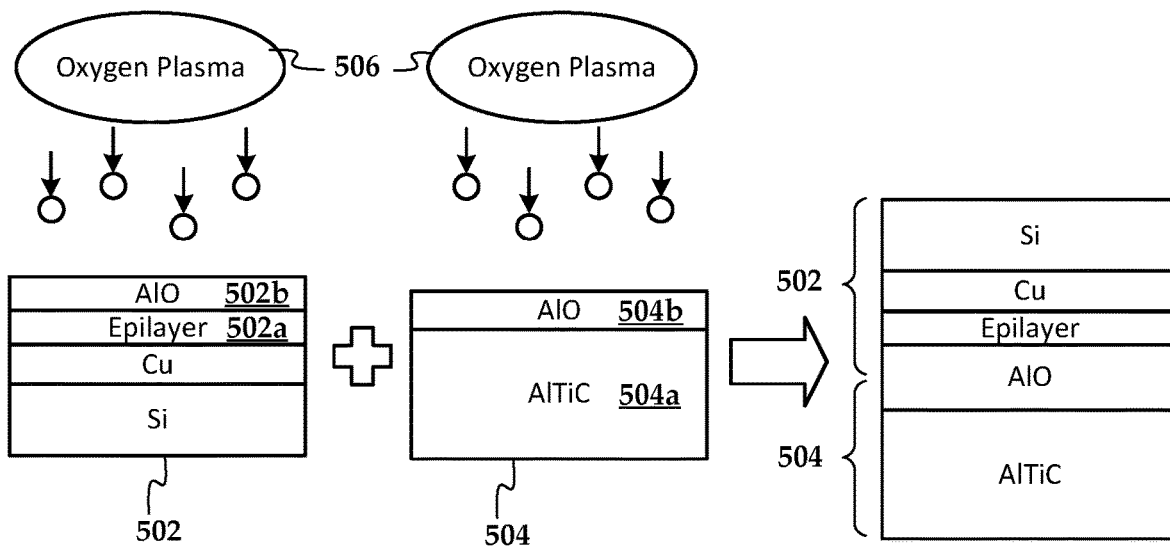 Oxygen Plasma
506
Oxygen Plasma
AlO 502b
Epilayer 502a
Cu
Si
502
AlO 504b
AlTiC 504a
504
502
504
Si
Cu
Epilayer
AlO
AlTiC